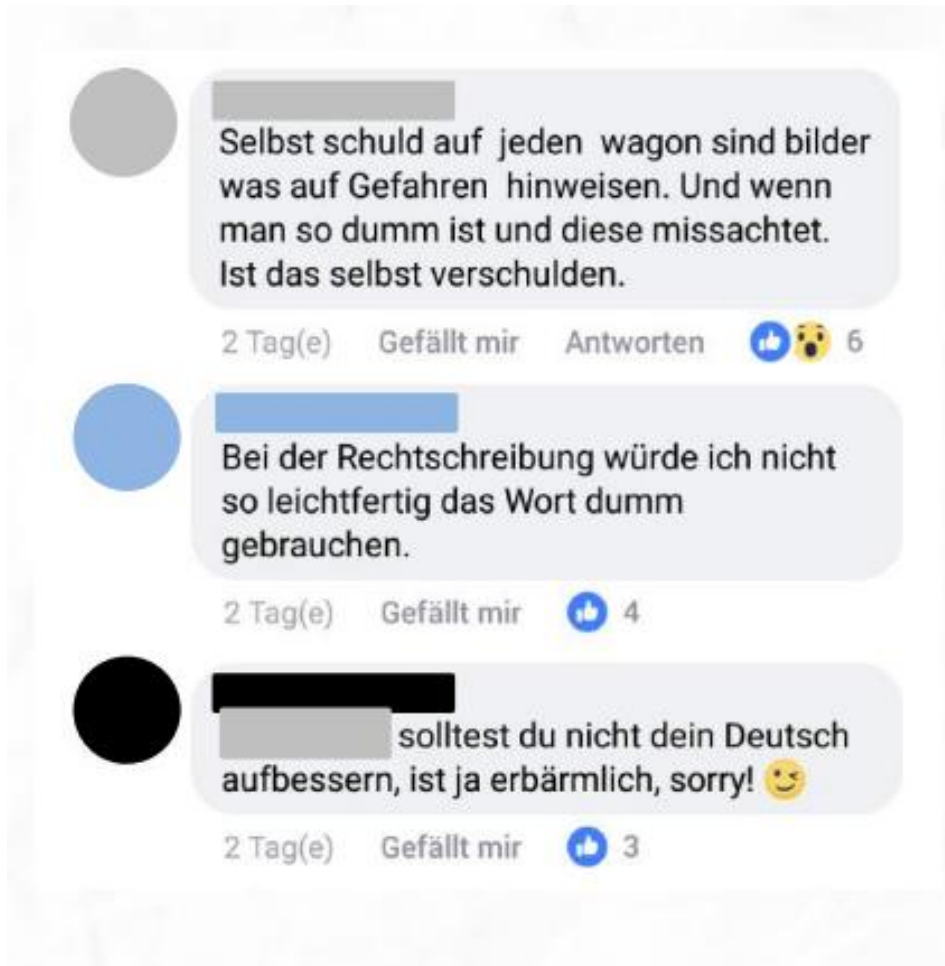 Selbst schuld auf jeden wagon sind bilder
was auf Gefahren hinweisen. Und wenn
man so dumm ist und diese missachtet.
Ist das selbst verschulden.
2 Tag(e) Gefällt mir Antworten 6
Bei der Rechtschreibung würde ich nicht
so leichtfertig das Wort dumm
gebrauchen.
2 Tag(e) Gefällt mir 4
solltest du nicht dein Deutsch
aufbessern, ist ja erbärmlich, sorry! 😉
2 Tag(e) Gefällt mir 3